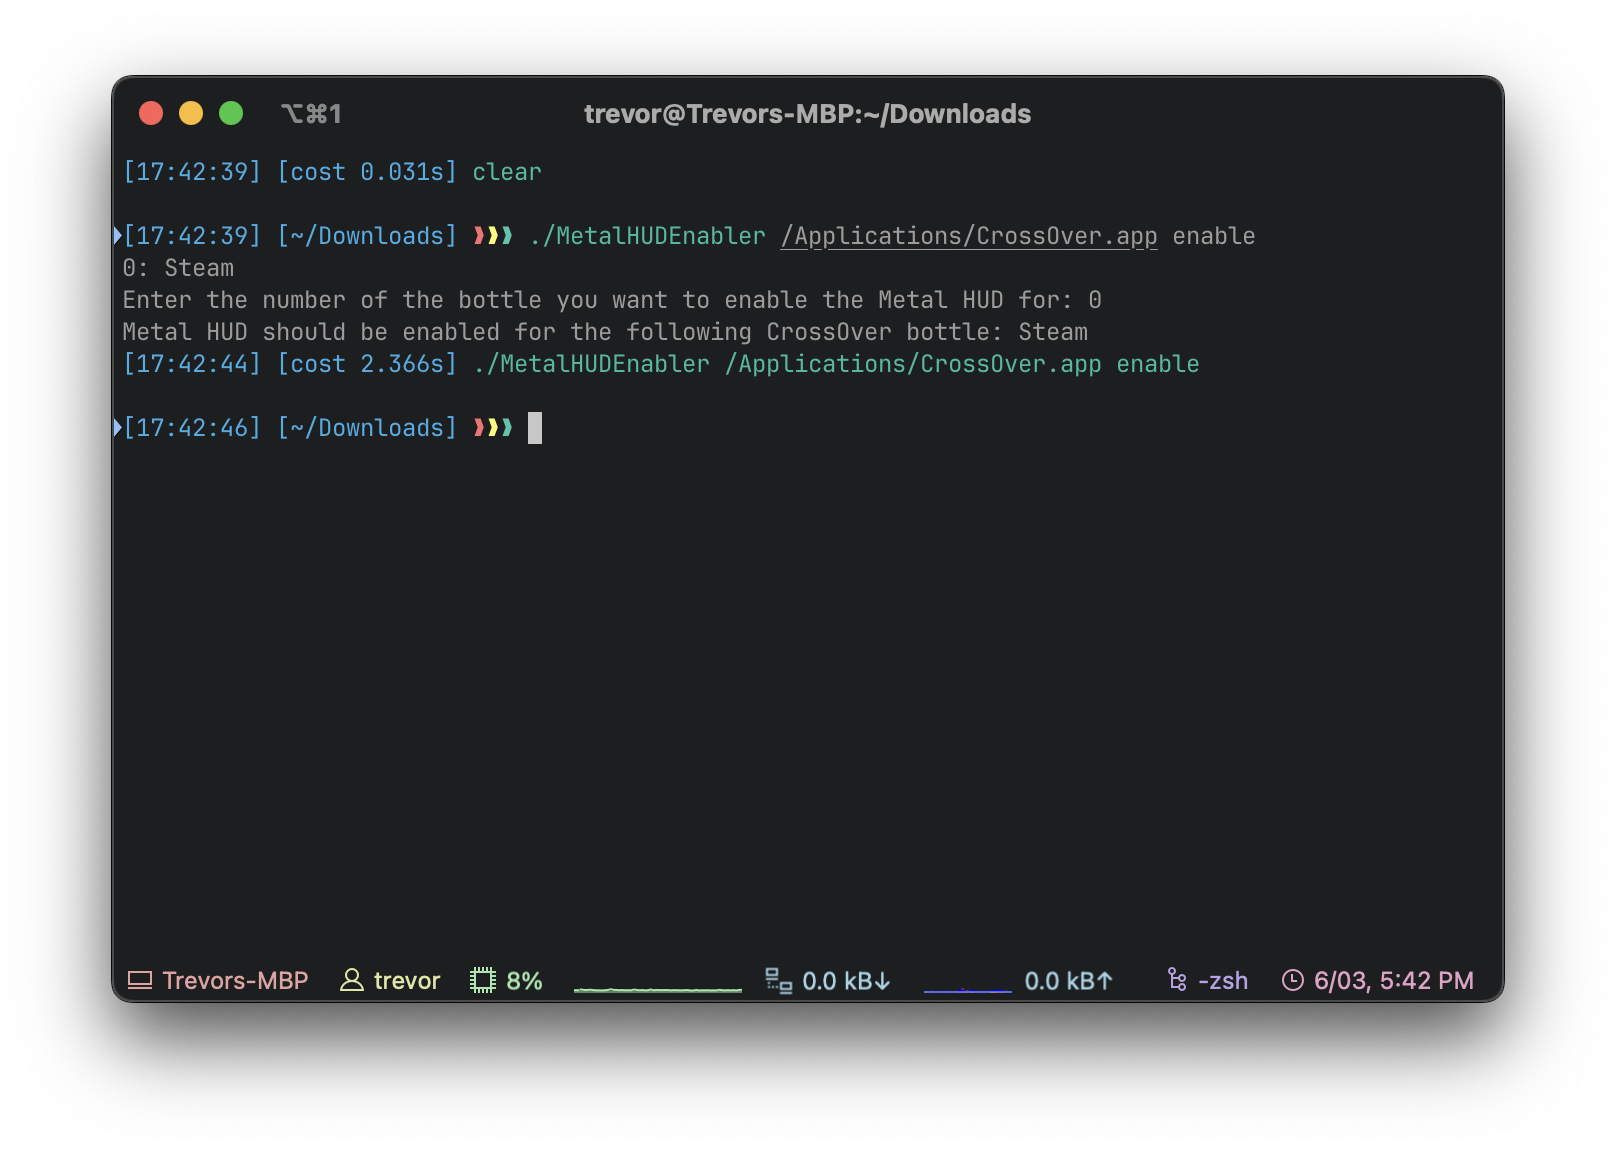 ⌥⌘1
trevor@Trevors-MBP:~/Downloads
[17:42:39] [cost 0.031s] clear
[17:42:39] [~/Downloads] ❱❱❱ ./MetalHUDEnabler /Applications/CrossOver.app enable
0: Steam
Enter the number of the bottle you want to enable the Metal HUD for: 0
Metal HUD should be enabled for the following CrossOver bottle: Steam
[17:42:44] [cost 2.366s] ./MetalHUDEnabler /Applications/CrossOver.app enable
[17:42:46] [~/Downloads] ❱❱❱
Trevors-MBP trevor 8% 0.0 kB↓ 0.0 kB↑ -zsh 6/03, 5:42 PM